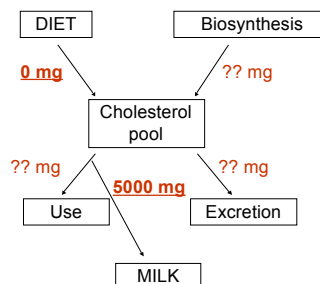 DIET
Biosynthesis
0 mg
?? mg
Cholesterol
pool
?? mg
?? mg
5000 mg
Use
Excretion
MILK